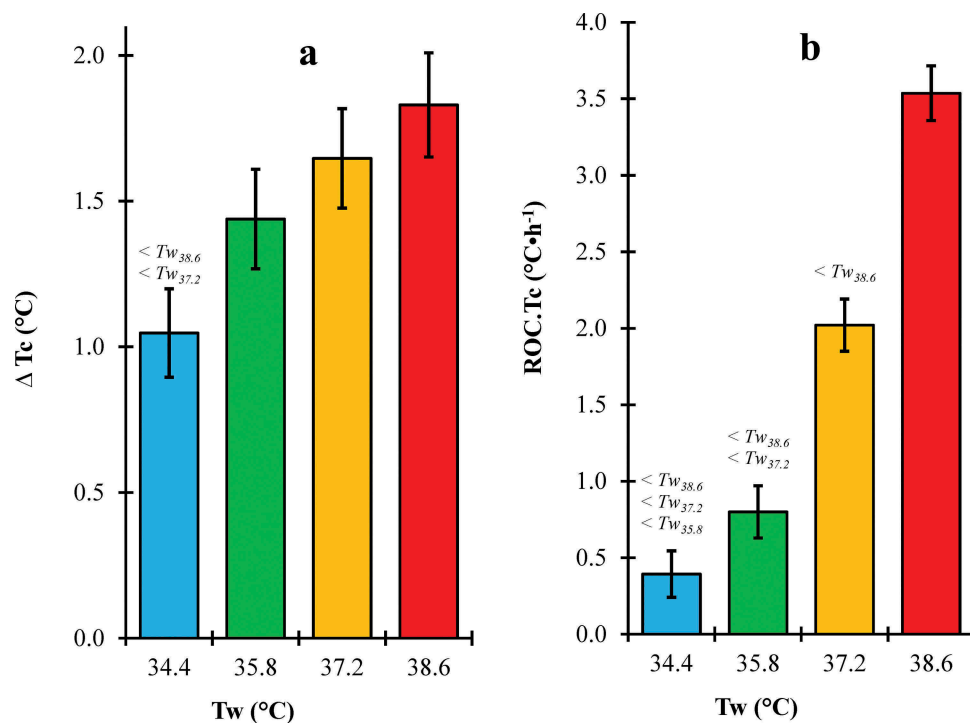 a
2.0
1.5
1.0
0.5
0.0
Δ Tc (°C)
< Tw38.6
< Tw37.2
34.4 35.8 37.2 38.6
Tw (°C)
b
4.0
3.5
3.0
2.5
2.0
1.5
1.0
0.5
0.0
ROC.Tc (°C•h-1)
< Tw38.6
< Tw37.2
< Tw35.8
< Tw38.6
< Tw37.2
< Tw38.6
34.4 35.8 37.2 38.6
Tw (°C)